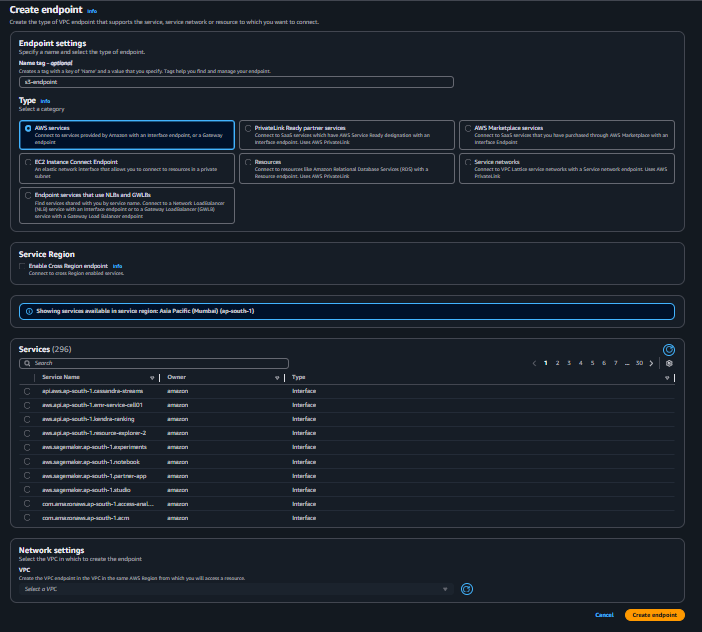 Create endpoint Info
Create the type of VPC endpoint that supports the service, service network or resource to which you want to connect.
Endpoint settings
Specify a name and select the type of endpoint.
Name tag - optional
Creates a tag with a key of 'Name' and a value that you specify. Tags help you find and manage your endpoint.
s3-endpoint
Type Info
Select a category
AWS services
Connect to services provided by Amazon with an Interface endpoint, or a Gateway
endpoint
PrivateLink Ready partner services
Connect to SaaS services which have AWS Service Ready designation with an
Interface endpoint. Uses AWS PrivateLink
AWS Marketplace services
Connect to SaaS services that you have purchased through AWS Marketplace with an
Interface Endpoint
EC2 Instance Connect Endpoint
An elastic network interface that allows you to connect to resources in a private
subnet
Resources
Connect to resources like Amazon Relational Database Services (RDS) with a
Resource endpoint. Uses AWS PrivateLink
Service networks
Connect to VPC Lattice service networks with a Service network endpoint. Uses AWS
PrivateLink
Endpoint services that use NLBs and GWLBs
Find services shared with you by service name. Connect to a Network LoadBalancer
(NLB) service with an Interface endpoint or to a Gateway LoadBalancer (GWLB)
service with a Gateway Load Balancer endpoint
Service Region
Enable Cross Region endpoint Info
Connect to cross Region enabled services.
Showing services available in service region: Asia Pacific (Mumbai) (ap-south-1)
Services (296)
Search
1 2 3 4 5 6 7 ... 30
Service Name Owner Type
api.aws.ap-south-1.cassandra-streams amazon Interface
aws.api.ap-south-1.emr-service-cell01 amazon Interface
aws.api.ap-south-1.kendra-ranking amazon Interface
aws.api.ap-south-1.resource-explorer-2 amazon Interface
aws.sagemaker.ap-south-1.experiments amazon Interface
aws.sagemaker.ap-south-1.notebook amazon Interface
aws.sagemaker.ap-south-1.partner-app amazon Interface
aws.sagemaker.ap-south-1.studio amazon Interface
com.amazonaws.ap-south-1.access-anal... amazon Interface
com.amazonaws.ap-south-1.acm amazon Interface
Network settings
Select the VPC in which to create the endpoint
VPC
Create the VPC endpoint in the VPC in the same AWS Region from which you will access a resource.
Select a VPC
Cancel Create endpoint